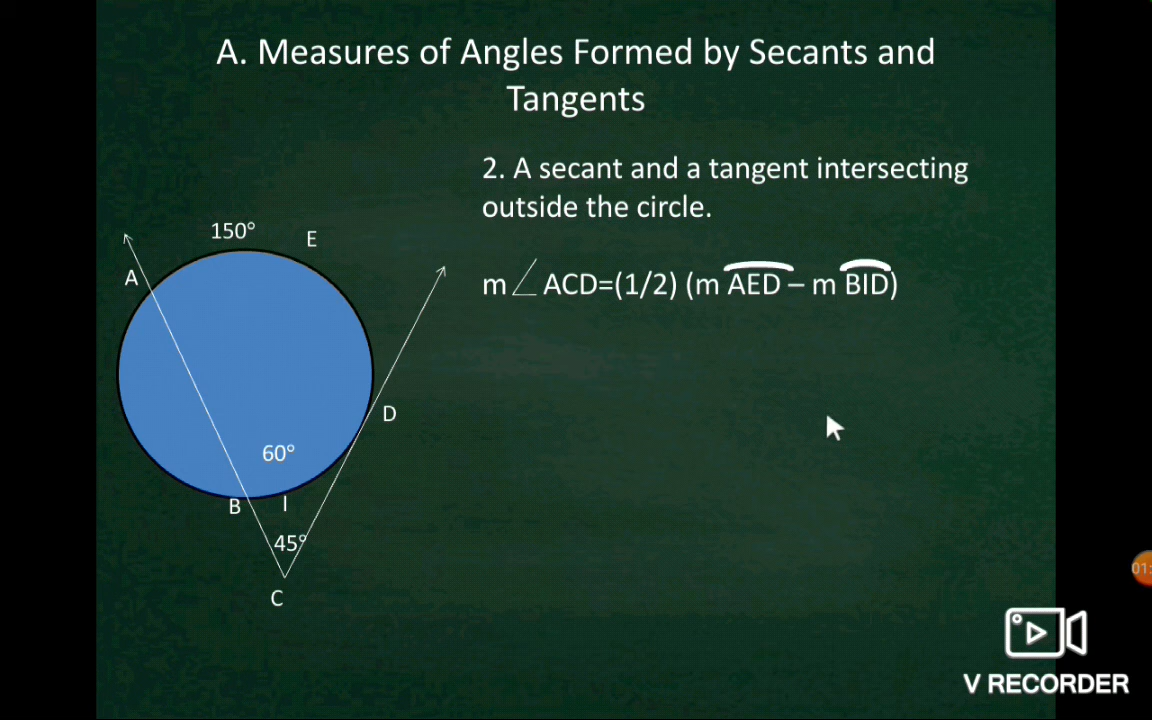 A. Measures of Angles Formed by Secants and
Tangents
2. A secant and a tangent intersecting
outside the circle.
m∠ACD=(1/2) (m AED – m BID)
150°
E
A
D
60°
B
I
45°
C
01:
V RECORDER